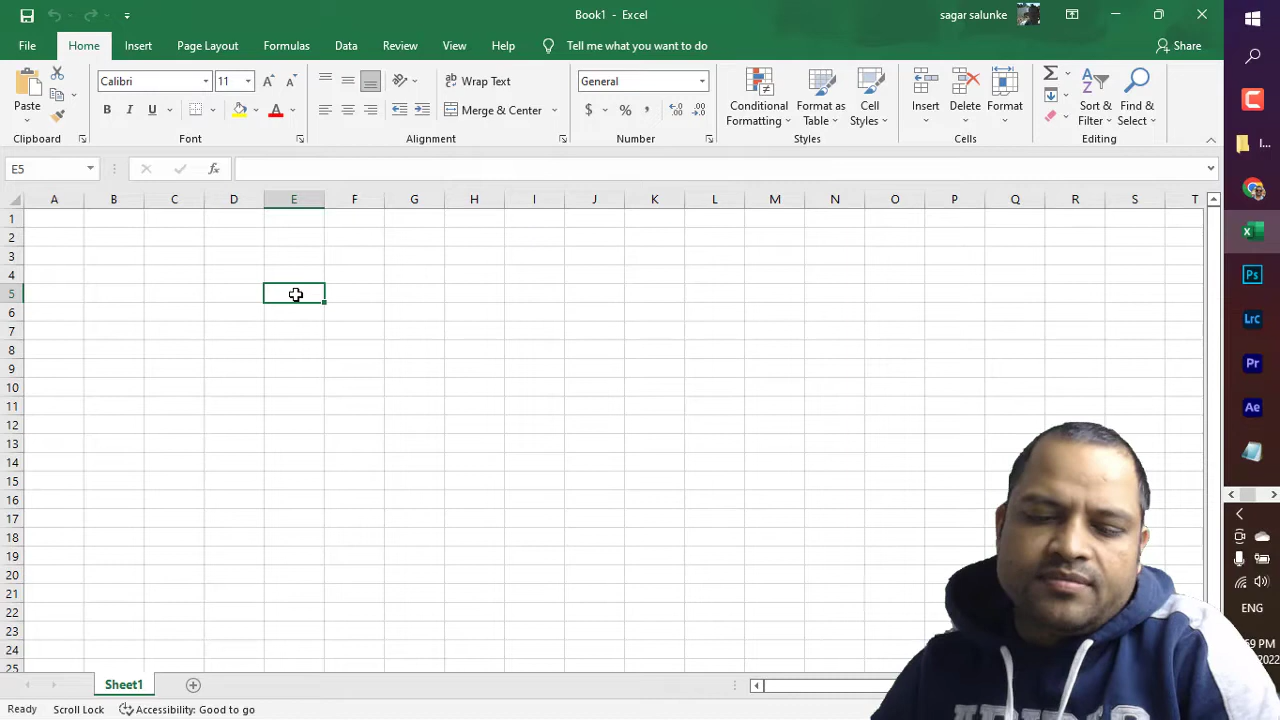 Book1 - Excel
sagar salunke
File Home Insert Page Layout Formulas Data Review View Help Tell me what you want to do Share
Paste
Calibri 11
B I U A
Wrap Text
Merge & Center
General
$ % ,
Conditional Formatting
Format as Table
Cell Styles
Insert
Delete
Format
Sort & Filter
Find & Select
Clipboard Font Alignment Number Styles Cells Editing
E5 fx
A B C D E F G H I J K L M N O P Q R S T
1
2
3
4
5
6
7
8
9
10
11
12
13
14
15
16
17
18
19
20
21
22
23
24
25
Sheet1
Ready Scroll Lock Accessibility: Good to go
I...
Ps
Lrc
Pr
Ae
ENG